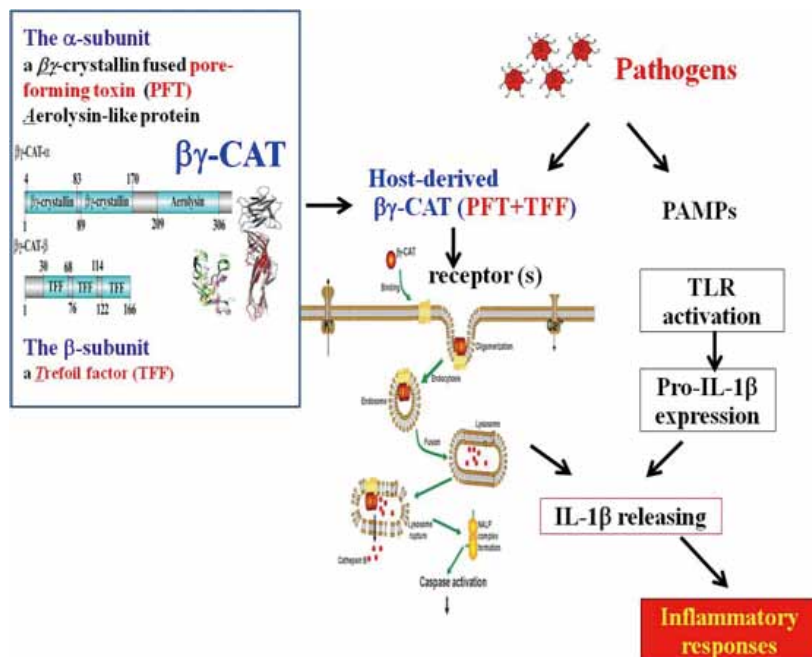 The α-subunit
a βγ-crystallin fused pore-
forming toxin (PFT)
Aerolysin-like protein
βγ-CAT
βγ-CAT-α
4 83 170
βγ-crystallin βγ-crystallin Aerolysin
1 89 209 306
βγ-CAT-β
30 68 114
TFF TFF TFF
1 76 122 166
The β-subunit
a Trefoil factor (TFF)
Pathogens
Host-derived
βγ-CAT (PFT+TFF)
PAMPs
βγ-CAT
Binding
receptor (s)
Oligomerization
Endocytosis
Endosome
Fusion
Lysosome
Lysosome
rupture
Cathepsin B
NALP
complex
formation
Caspase activation
TLR
activation
Pro-IL-1β
expression
IL-1β releasing
Inflammatory
responses